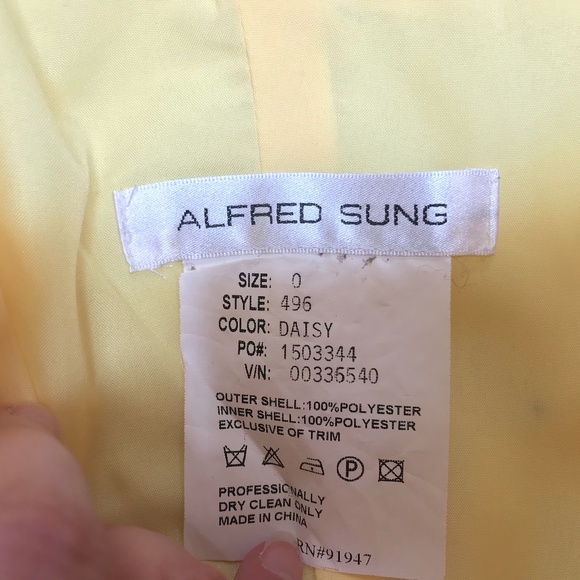 ALFRED SUNG
SIZE: 0
STYLE: 496
COLOR: DAISY
PO#: 1503344
V/N: 00336540
OUTER SHELL:100%POLYESTER
INNER SHELL:100%POLYESTER
EXCLUSIVE OF TRIM
P
PROFESSIONALLY
DRY CLEAN ONLY
MADE IN CHINA
RN#91947